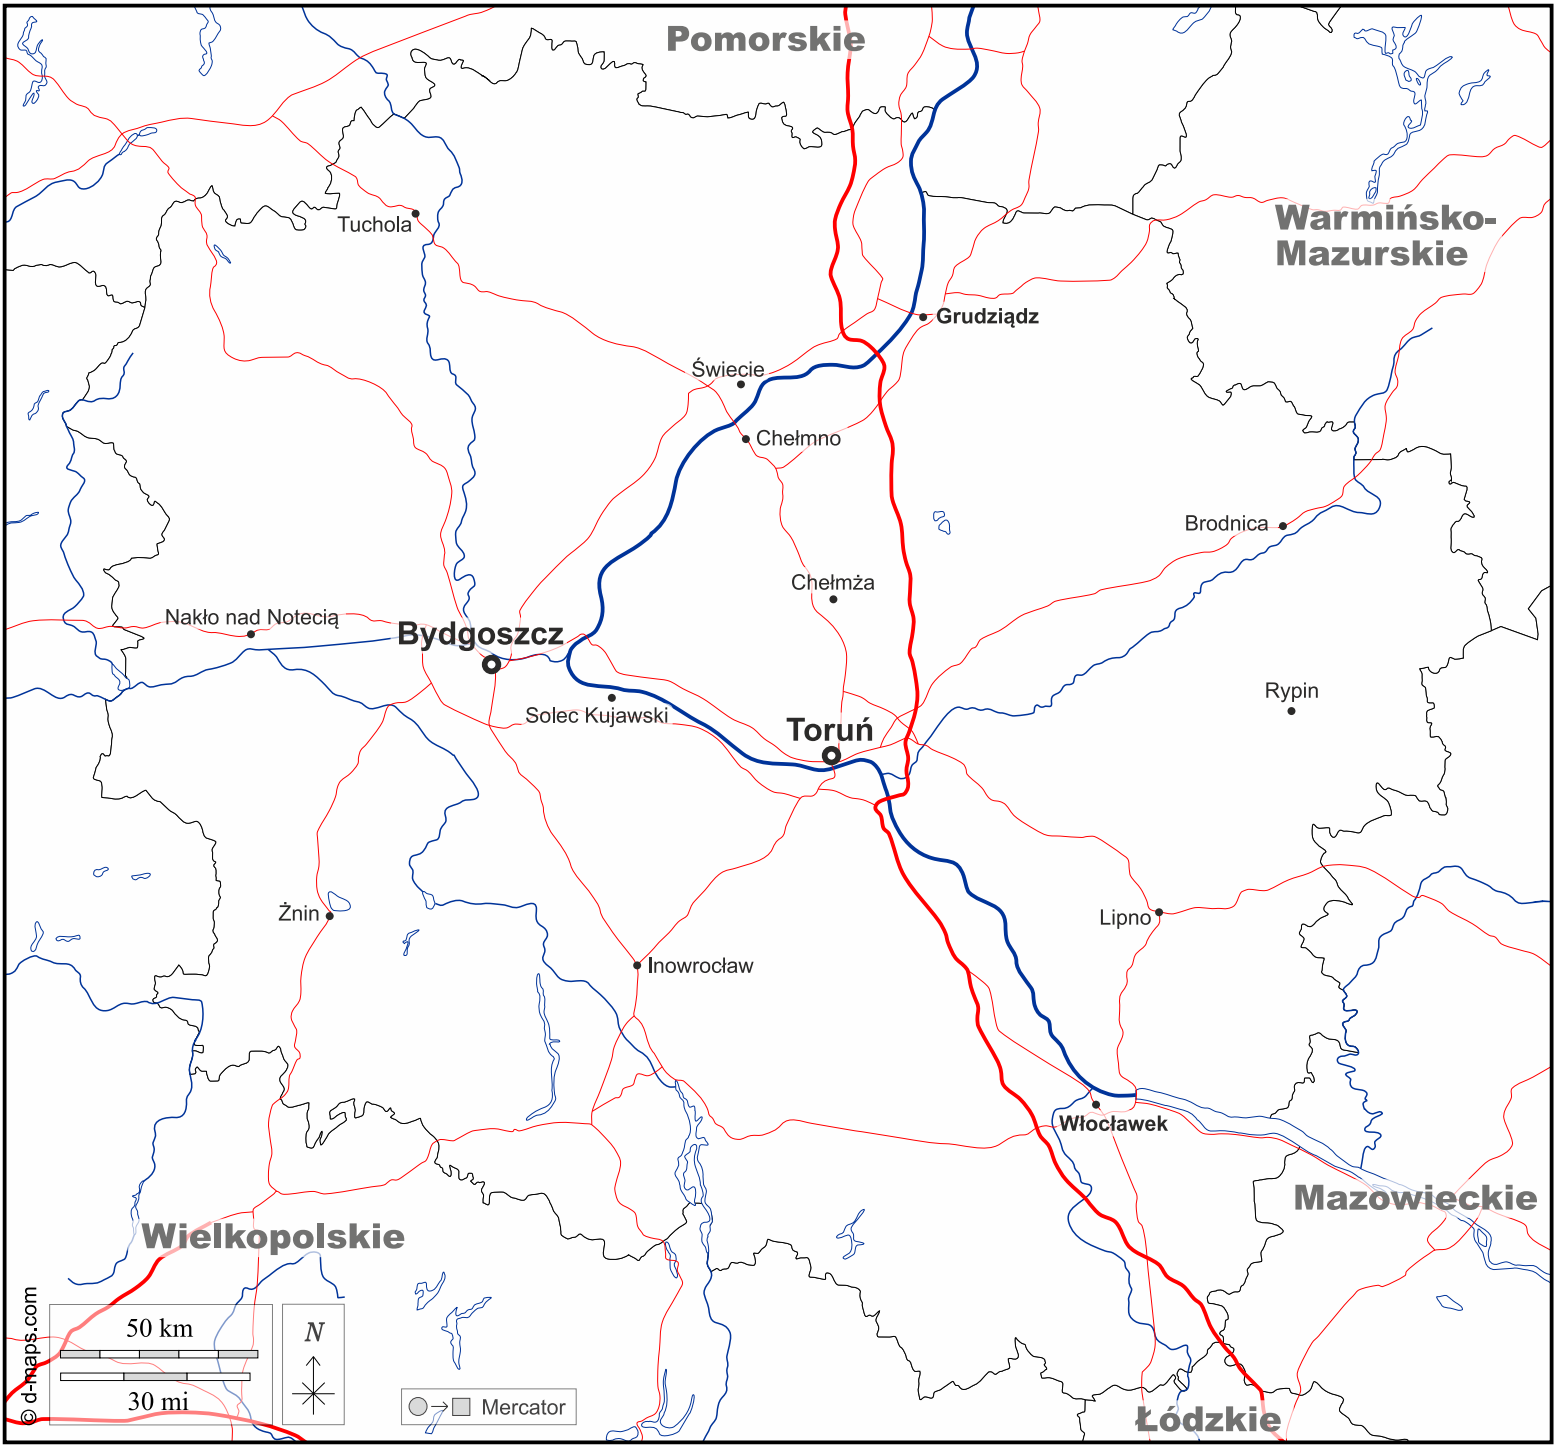 Pomorskie
Warmińsko-
Mazurskie
Tuchola
Grudziądz
Świecie
Chełmno
Brodnica
Chełmża
Nakło nad Notecią
Bydgoszcz
Rypin
Solec Kujawski
Toruń
Żnin
Lipno
Inowrocław
Włocławek
Mazowieckie
Wielkopolskie
© d-maps.com
50 km
30 mi
N
Mercator
Łódzkie